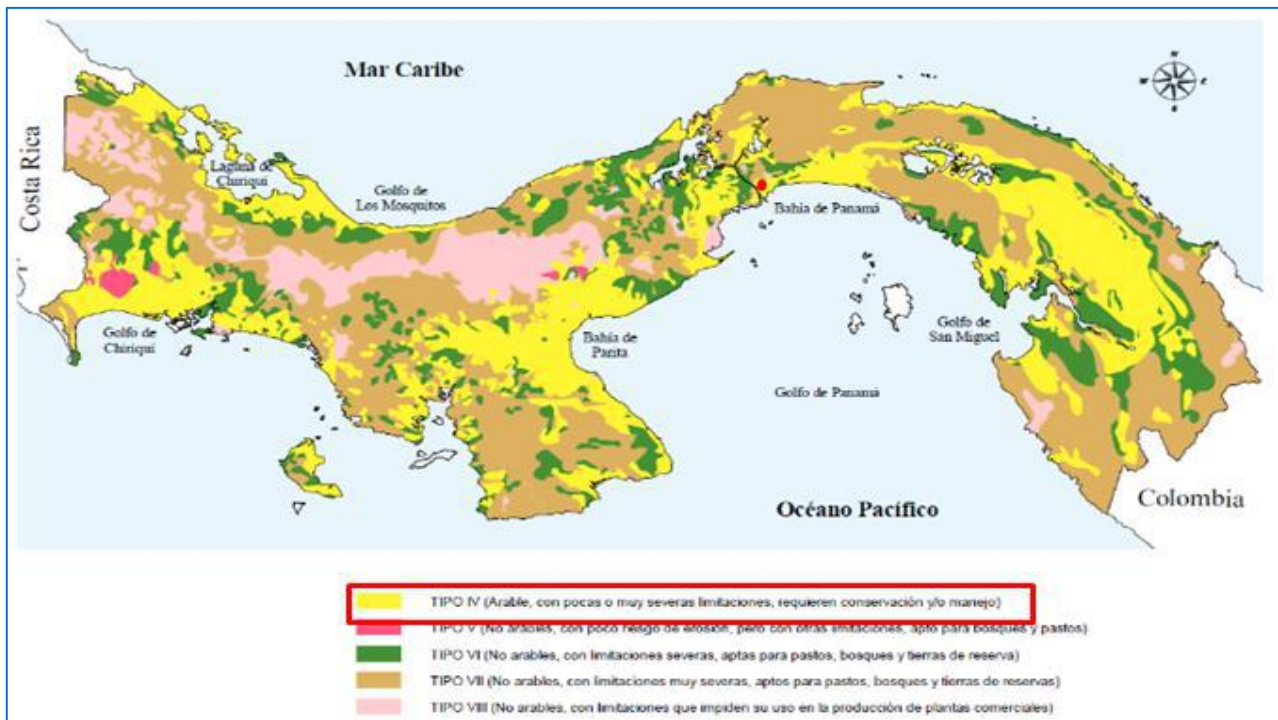 Mar Caribe
N
W
E
S
Costa Rica
Laguna de
Chiriquí
Golfo de
Los Mosquitos
Bahía de Panamá
Golfo de
Chiriquí
Bahía de
Parita
Golfo de
San Miguel
Golfo de Panamá
Océano Pacífico
Colombia
TIPO IV (Arable, con pocas o muy severas limitaciones, requieren conservación y/o manejo)
TIPO V (No arables, con poco riesgo de erosión, pero con otras limitaciones, apto para bosques y pastos)
TIPO VI (No arables, con limitaciones severas, aptas para pastos, bosques y tierras de reserva)
TIPO VII (No arables, con limitaciones muy severas, aptos para pastos, bosques y tierras de reservas)
TIPO VIII (No arables, con limitaciones que impiden su uso en la producción de plantas comerciales)